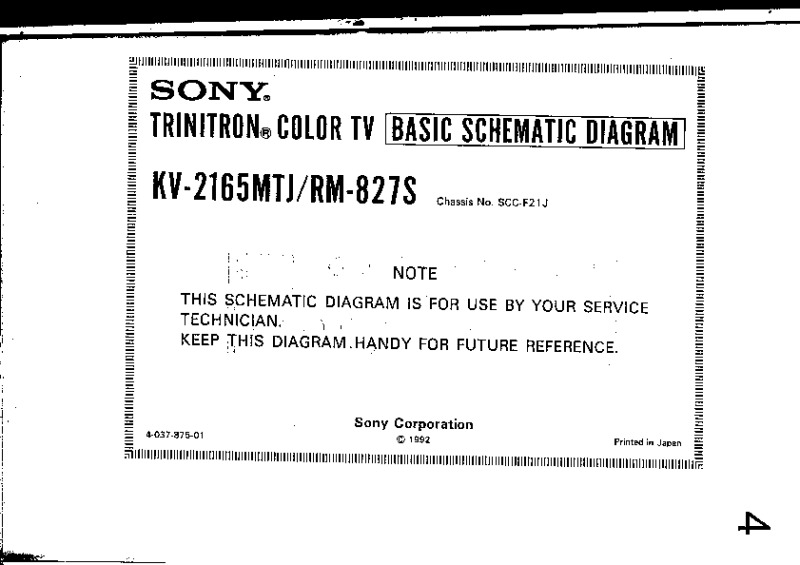 SONY®
TRINITRON® COLOR TV BASIC SCHEMATIC DIAGRAM
KV-2165MTJ/RM-827S Chassis No. SCC-F21J
NOTE
THIS SCHEMATIC DIAGRAM IS FOR USE BY YOUR SERVICE
TECHNICIAN.
KEEP THIS DIAGRAM HANDY FOR FUTURE REFERENCE.
Sony Corporation
4-037-875-01 © 1992 Printed in Japan
4